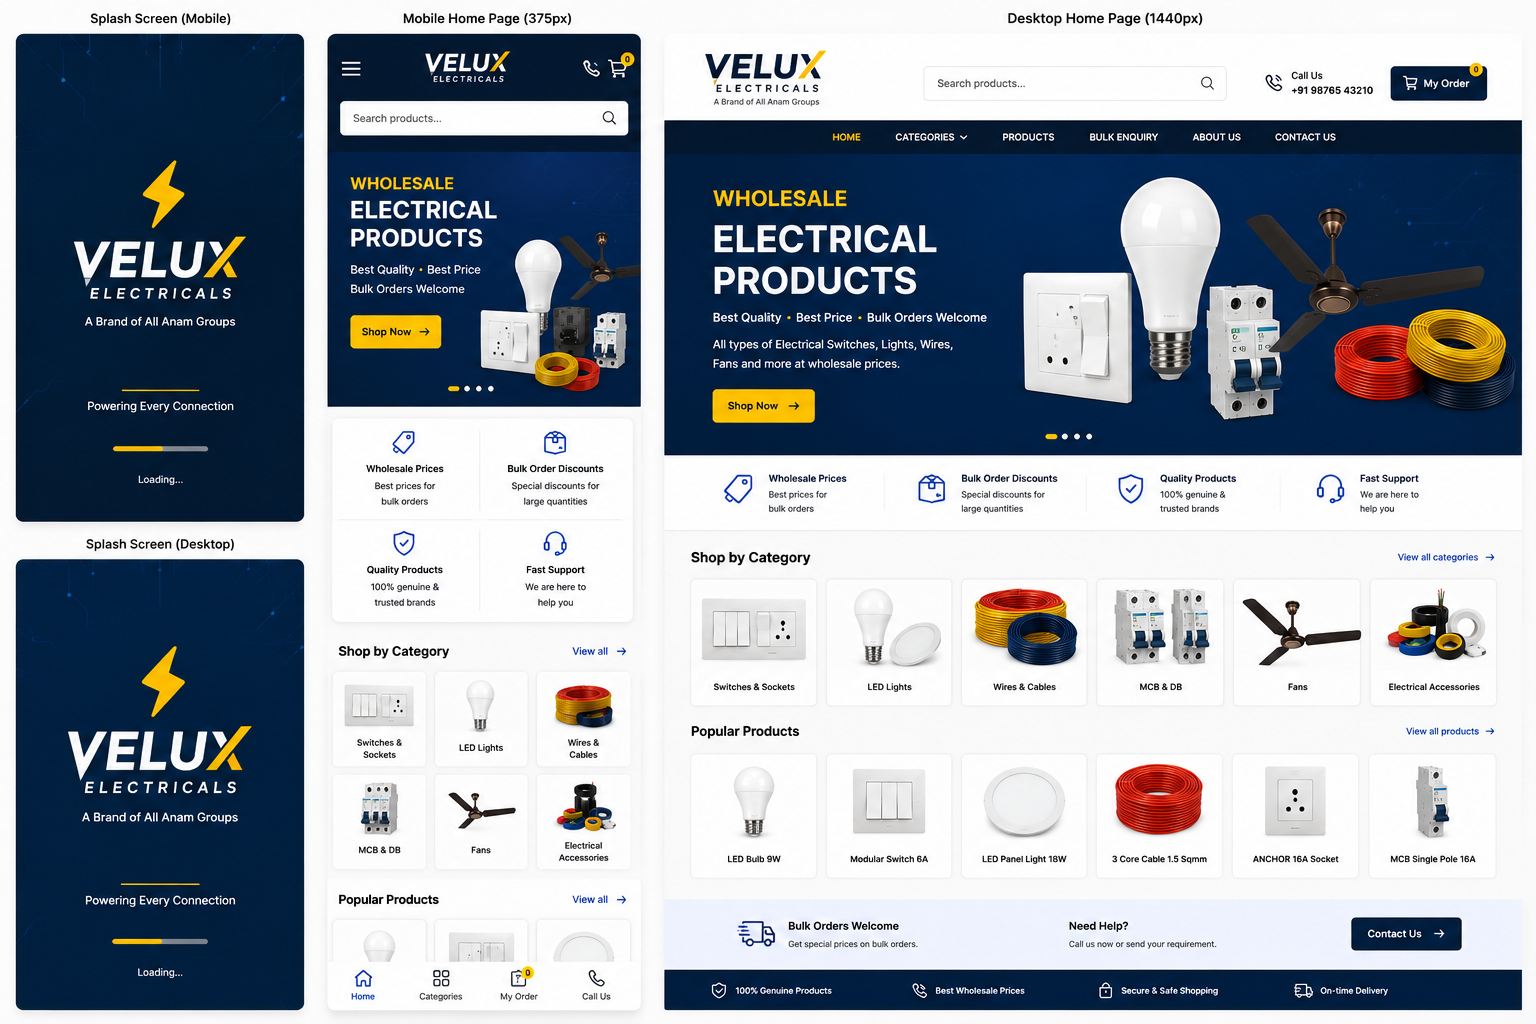 Splash Screen (Mobile)
VELUX
ELECTRICALS
A Brand of All Anam Groups
Powering Every Connection
Loading...
Splash Screen (Desktop)
VELUX
ELECTRICALS
A Brand of All Anam Groups
Powering Every Connection
Loading...
Mobile Home Page (375px)
VELUX
ELECTRICALS
0
Search products...
WHOLESALE
ELECTRICAL
PRODUCTS
Best Quality • Best Price
Bulk Orders Welcome
Shop Now →
Wholesale Prices
Best prices for
bulk orders
Bulk Order Discounts
Special discounts for
large quantities
Quality Products
100% genuine &
trusted brands
Fast Support
We are here to
help you
Shop by Category
View all →
Switches &
Sockets
LED Lights
Wires &
Cables
MCB & DB
Fans
Electrical
Accessories
Popular Products
View all →
Home
Categories
0
My Order
Call Us
Desktop Home Page (1440px)
VELUX
ELECTRICALS
A Brand of All Anam Groups
Search products...
Call Us
+91 98765 43210
My Order
0
HOME
CATEGORIES
PRODUCTS
BULK ENQUIRY
ABOUT US
CONTACT US
WHOLESALE
ELECTRICAL
PRODUCTS
Best Quality • Best Price • Bulk Orders Welcome
All types of Electrical Switches, Lights, Wires,
Fans and more at wholesale prices.
Shop Now →
Wholesale Prices
Best prices for
bulk orders
Bulk Order Discounts
Special discounts for
large quantities
Quality Products
100% genuine &
trusted brands
Fast Support
We are here to
help you
Shop by Category
View all categories →
Switches & Sockets
LED Lights
Wires & Cables
MCB & DB
Fans
Electrical Accessories
Popular Products
View all products →
LED Bulb 9W
Modular Switch 6A
LED Panel Light 18W
3 Core Cable 1.5 Sqmm
ANCHOR 16A Socket
MCB Single Pole 16A
Bulk Orders Welcome
Get special prices on bulk orders.
Need Help?
Call us now or send your requirement.
Contact Us →
100% Genuine Products
Best Wholesale Prices
Secure & Safe Shopping
On-time Delivery